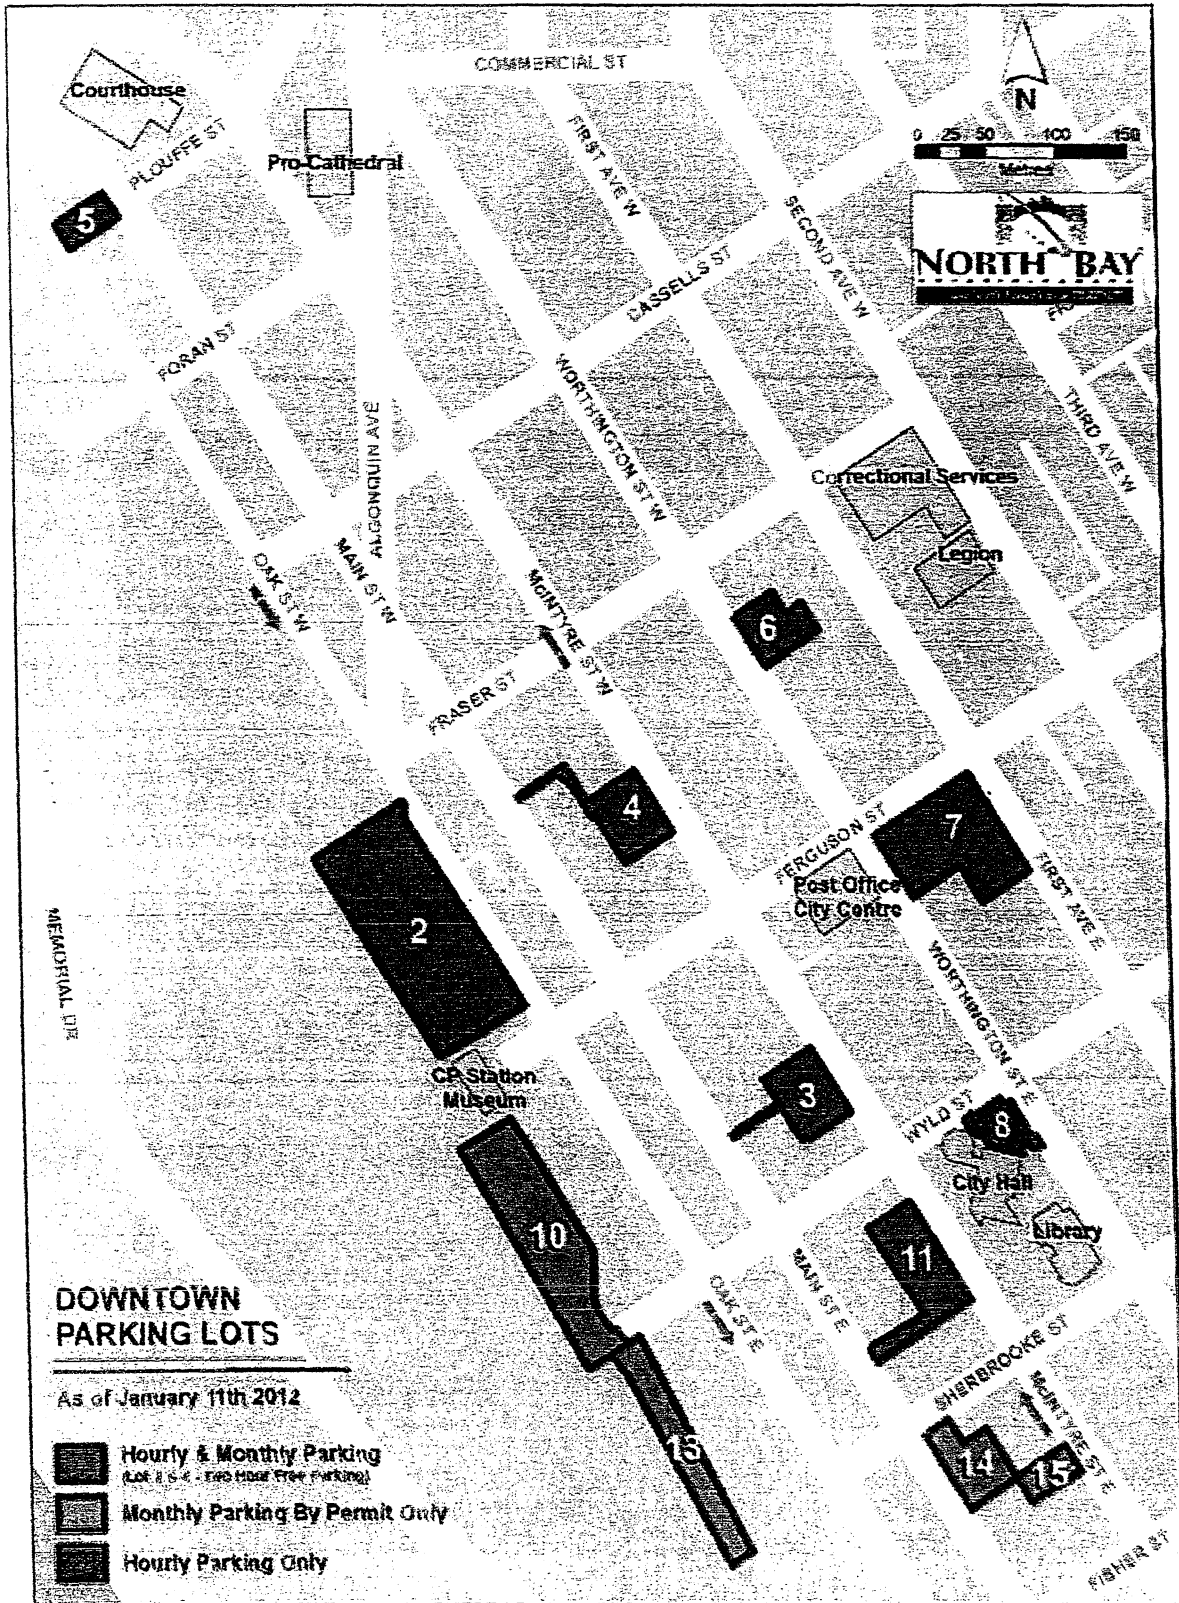 COMMERCIAL ST
Courthouse
N
PLOUFFE ST
FIRST AVE W
0 25 50 100 150
Metres
Pro-Cathedral
5
SECOND AVE W
NORTH BAY
CASSELLS ST
FORAN ST
WORTHINGTON ST W
THIRD AVE W
ALGONQUIN AVE
Correctional Services
Legion
OAK ST W
MAIN ST W
McINTYRE ST W
6
FRASER ST
4
7
FERGUSON ST
Post Office
City Centre
FIRST AVE E
2
MEMORIAL DR
WORTHINGTON ST E
CP Station
Museum
3
WYLD ST
8
City Hall
Library
10
11
MAIN ST E
OAK ST E
DOWNTOWN
PARKING LOTS
SHERBROOKE ST
As of January 11th 2012
McINTYRE ST E
13
14
15
Hourly & Monthly Parking
Monthly Parking By Permit Only
Hourly Parking Only
FISHER ST